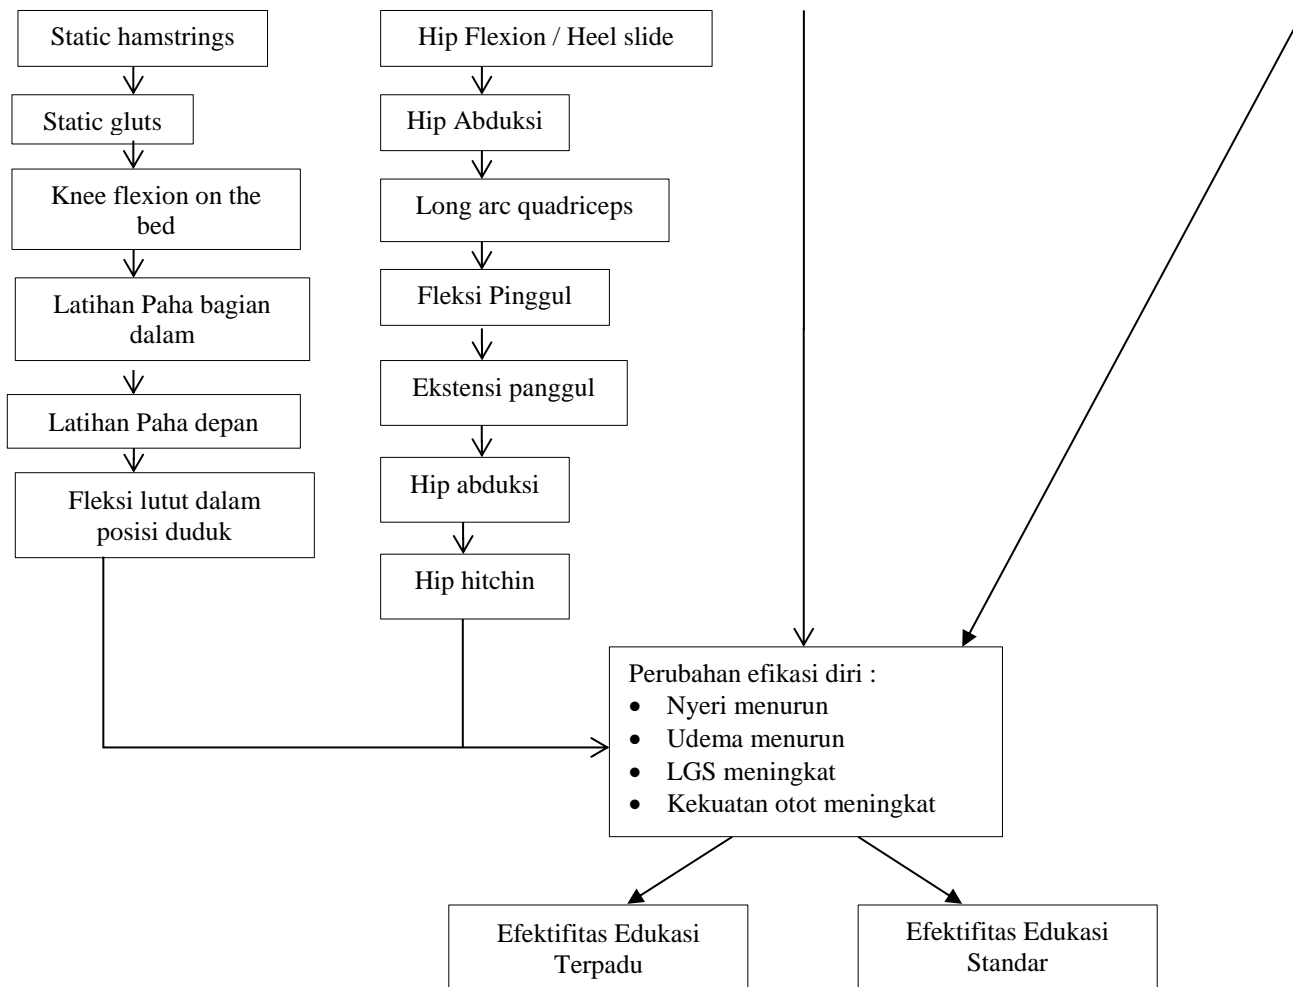 Static hamstrings
Static gluts
Knee flexion on the
bed
Latihan Paha bagian
dalam
Latihan Paha depan
Fleksi lutut dalam
posisi duduk
Hip Flexion / Heel slide
Hip Abduksi
Long arc quadriceps
Fleksi Pinggul
Ekstensi panggul
Hip abduksi
Hip hitchin
Perubahan efikasi diri :
• Nyeri menurun
• Udema menurun
• LGS meningkat
• Kekuatan otot meningkat
Efektifitas Edukasi
Terpadu
Efektifitas Edukasi
Standar